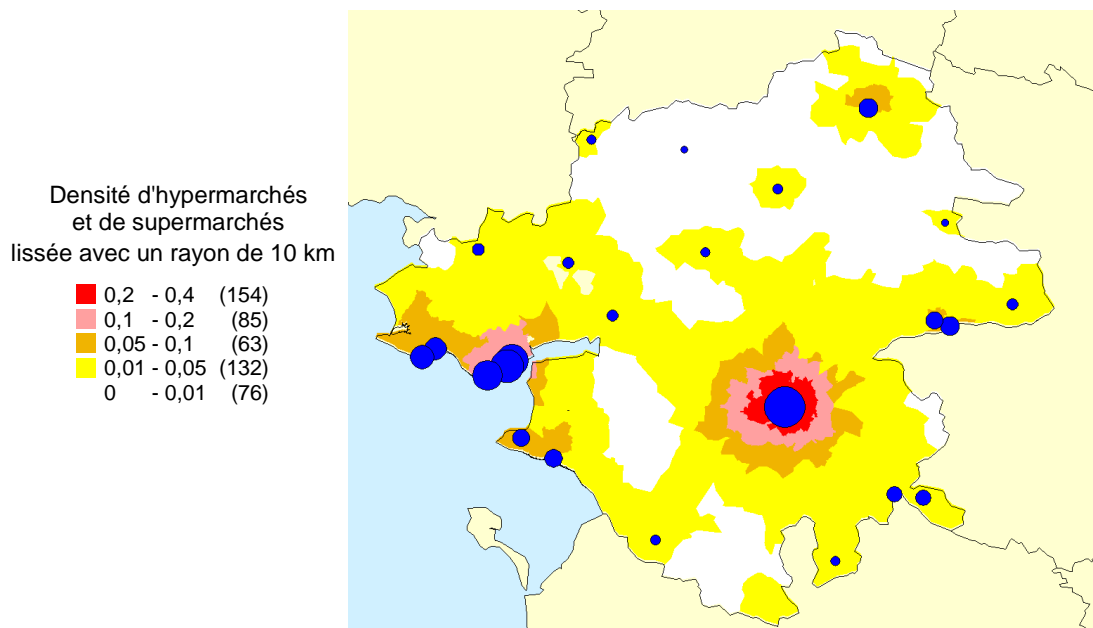 Densité d'hypermarchés
et de supermarchés
lissée avec un rayon de 10 km
0,2 - 0,4 (154)
0,1 - 0,2 (85)
0,05 - 0,1 (63)
0,01 - 0,05 (132)
0 - 0,01 (76)